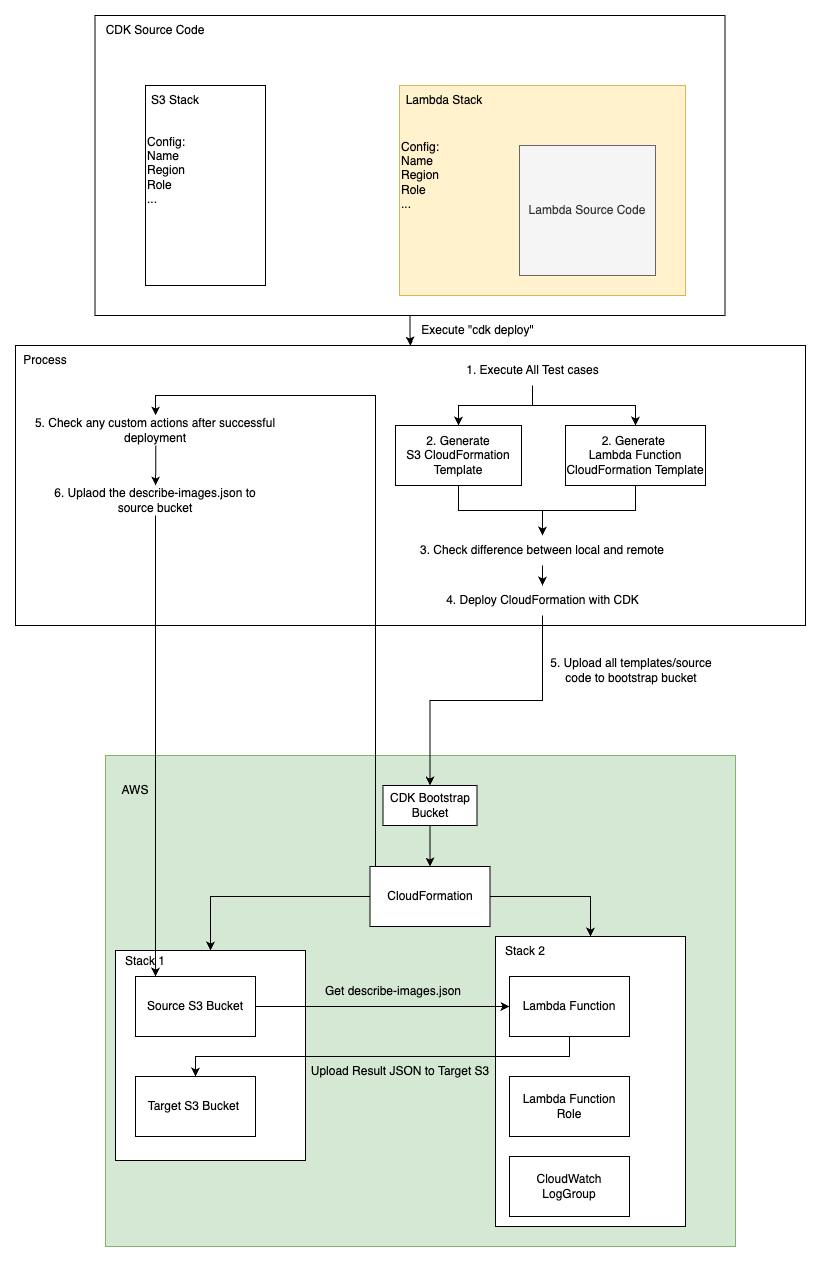 CDK Source Code
S3 Stack
Config:
Name
Region
Role
...
Lambda Stack
Config:
Name
Region
Role
...
Lambda Source Code
Execute "cdk deploy"
Process
1. Execute All Test cases
2. Generate
S3 CloudFormation
Template
2. Generate
Lambda Function
CloudFormation Template
3. Check difference between local and remote
4. Deploy CloudFormation with CDK
5. Check any custom actions after successful
deployment
6. Uplaod the describe-images.json to
source bucket
5. Upload all templates/source
code to bootstrap bucket
AWS
CDK Bootstrap
Bucket
CloudFormation
Stack 1
Source S3 Bucket
Get describe-images.json
Upload Result JSON to Target S3
Target S3 Bucket
Stack 2
Lambda Function
Lambda Function
Role
CloudWatch
LogGroup